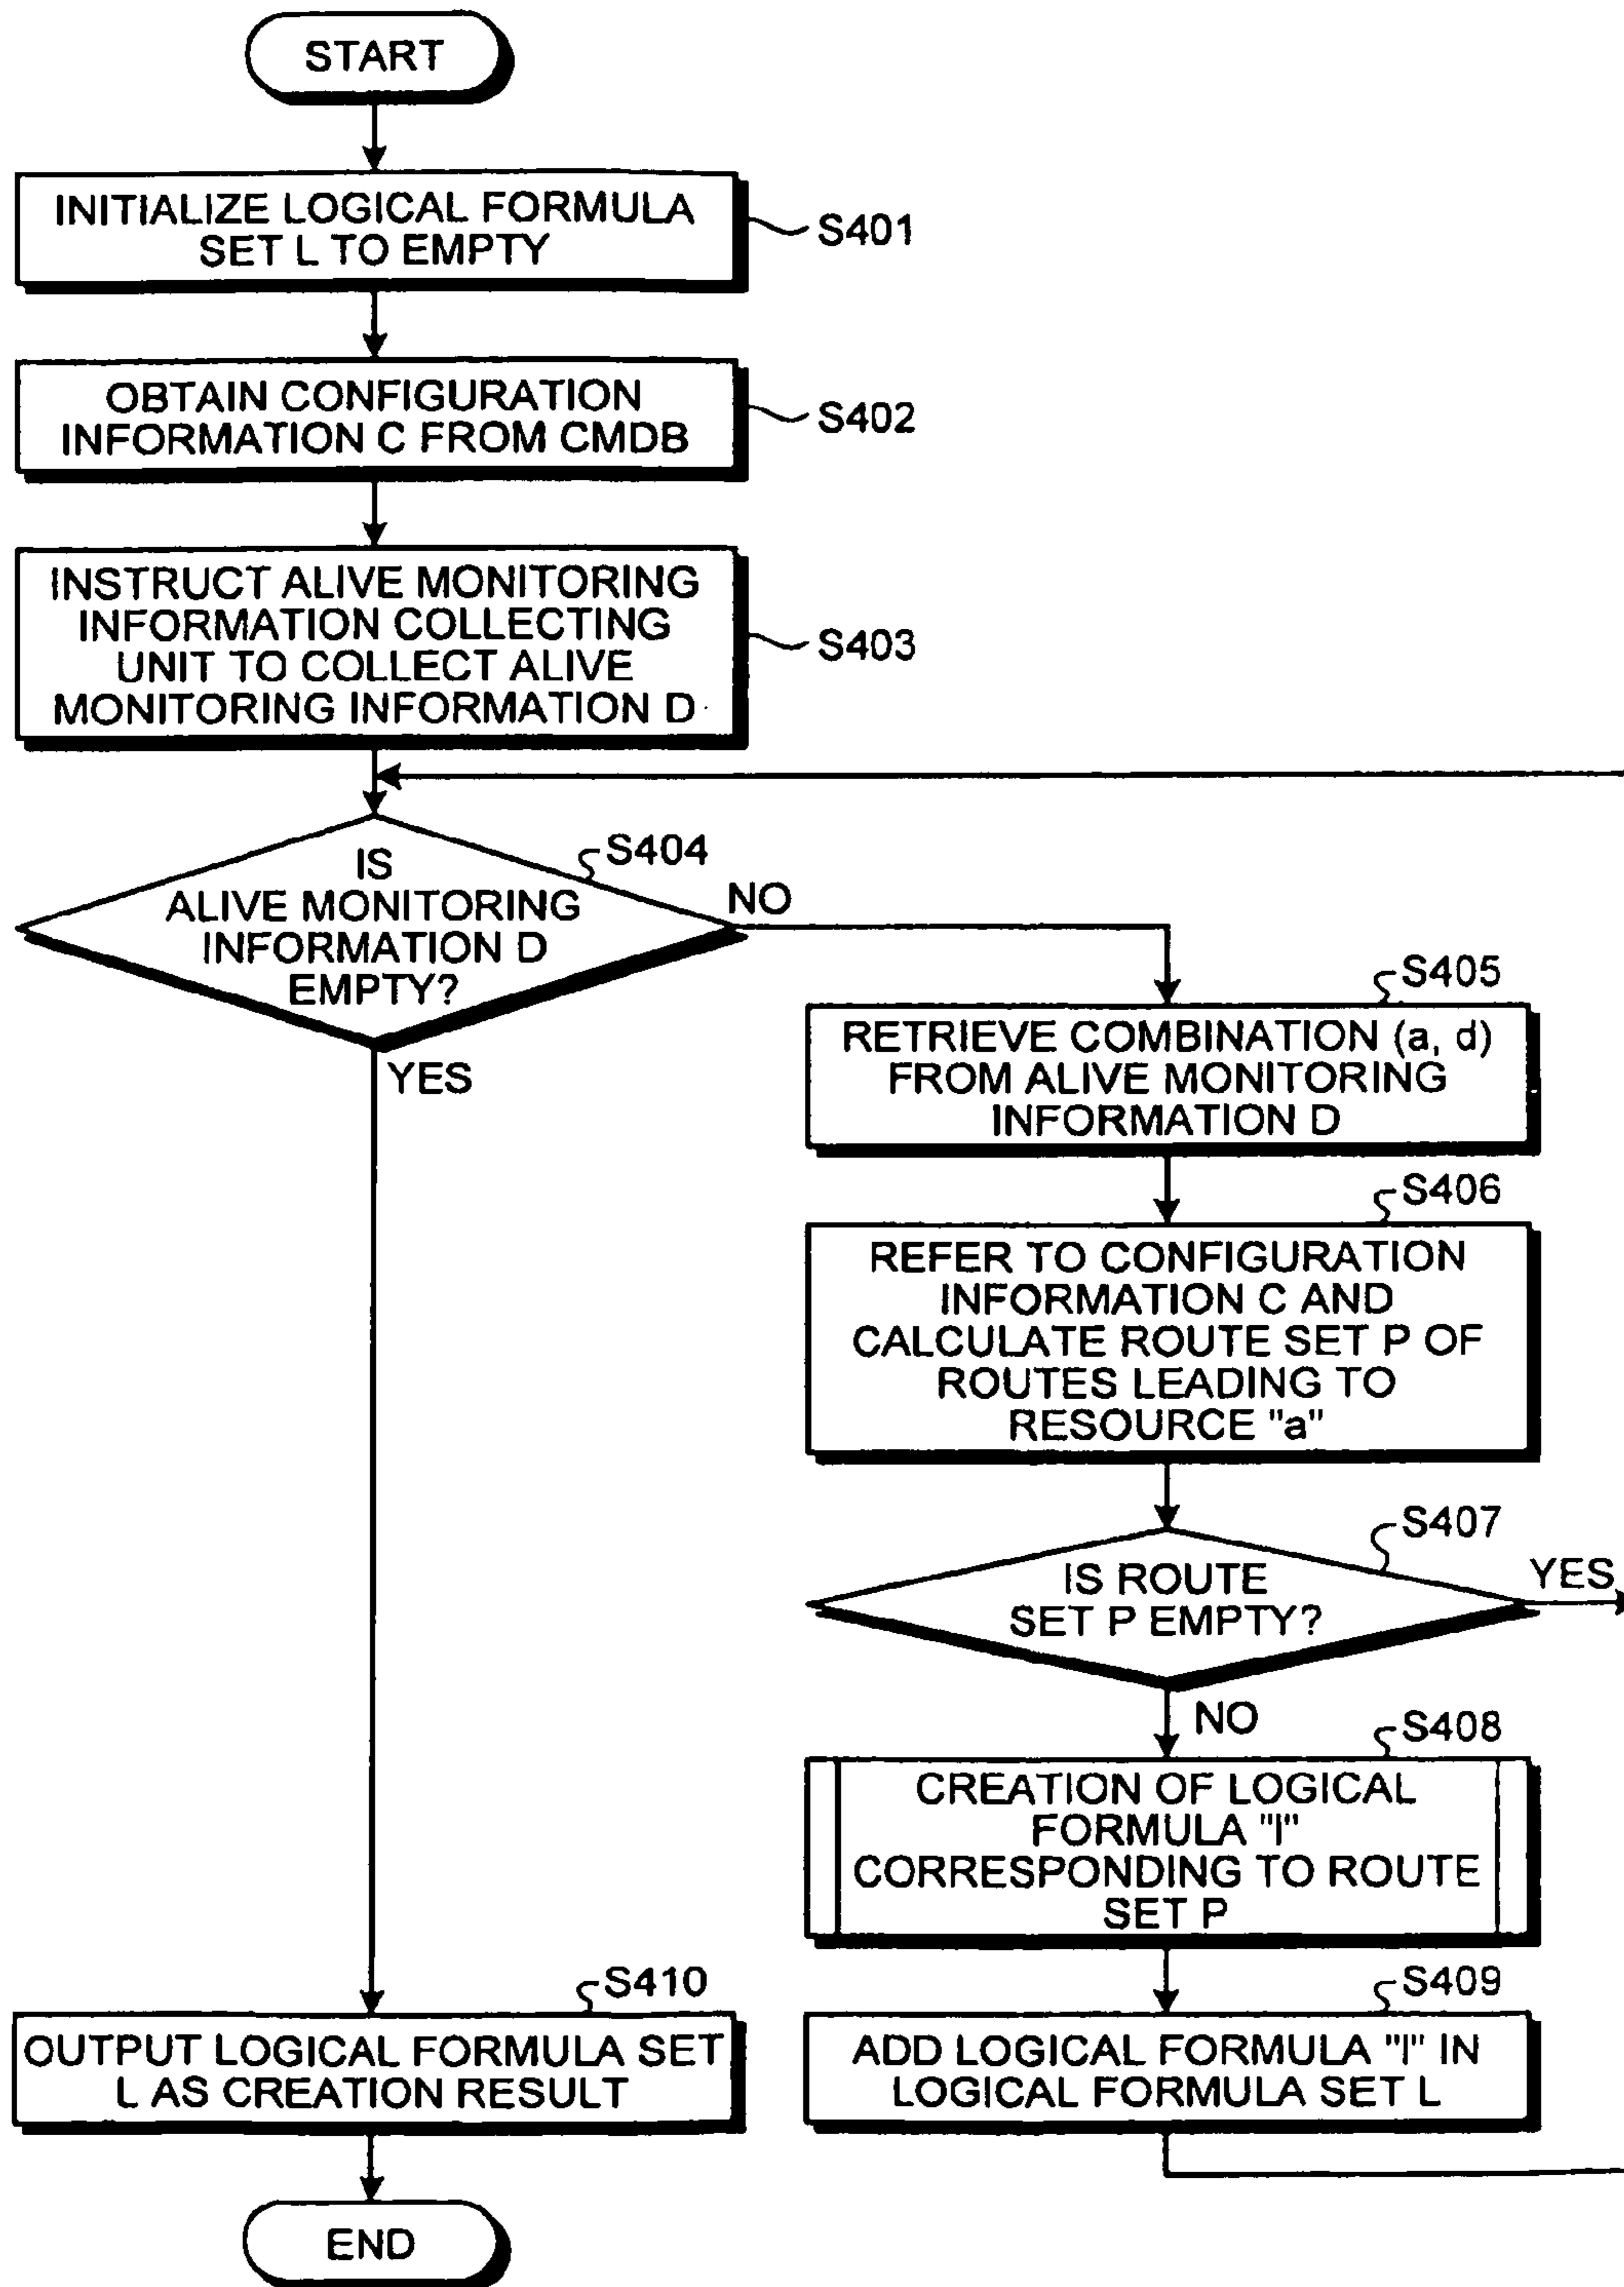 START
INITIALIZE LOGICAL FORMULA
SET L TO EMPTY
S401
OBTAIN CONFIGURATION
INFORMATION C FROM CMDB
S402
INSTRUCT ALIVE MONITORING
INFORMATION COLLECTING
UNIT TO COLLECT ALIVE
MONITORING INFORMATION D
S403
IS
ALIVE MONITORING
INFORMATION D
EMPTY?
S404
NO
YES
S405
RETRIEVE COMBINATION (a, d)
FROM ALIVE MONITORING
INFORMATION D
S406
REFER TO CONFIGURATION
INFORMATION C AND
CALCULATE ROUTE SET P OF
ROUTES LEADING TO
RESOURCE "a"
S407
IS ROUTE
SET P EMPTY?
YES
NO
S408
CREATION OF LOGICAL
FORMULA "l"
CORRESPONDING TO ROUTE
SET P
S409
ADD LOGICAL FORMULA "l" IN
LOGICAL FORMULA SET L
S410
OUTPUT LOGICAL FORMULA SET
L AS CREATION RESULT
END